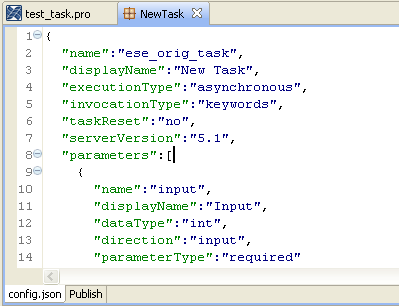 test_task.pro NewTask
1 {
2 "name":"ese_orig_task",
3 "displayName":"New Task",
4 "executionType":"asynchronous",
5 "invocationType":"keywords",
6 "taskReset":"no",
7 "serverVersion":"5.1",
8 "parameters":[
9 {
10 "name":"input",
11 "displayName":"Input",
12 "dataType":"int",
13 "direction":"input",
14 "parameterType":"required"
config.json Publish